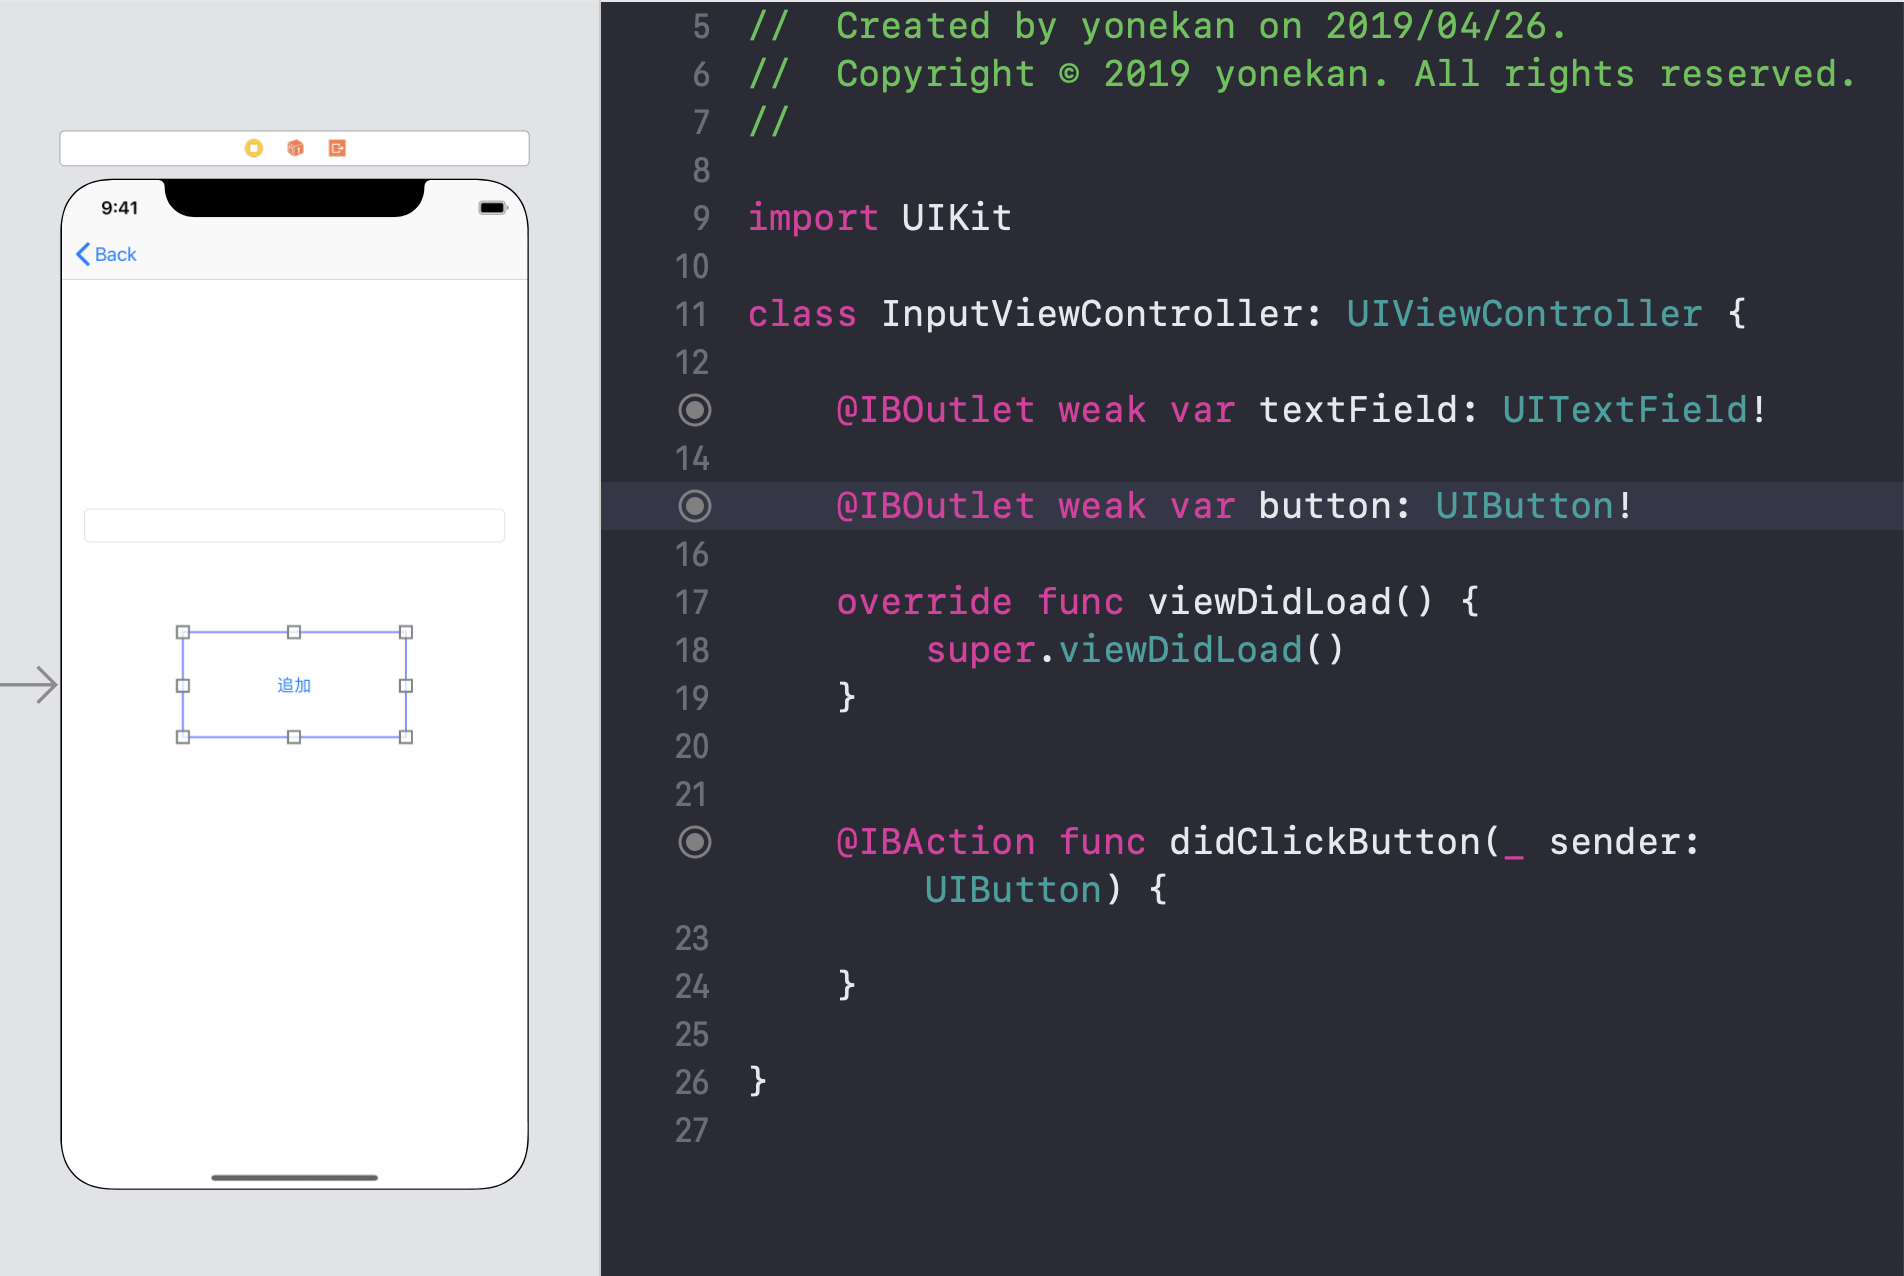 9:41
Back
追加
5 //  Created by yonekan on 2019/04/26.
6 //  Copyright © 2019 yonekan. All rights reserved.
7 //
8
9 import UIKit
10
11 class InputViewController: UIViewController {
12
@IBOutlet weak var textField: UITextField!
14
@IBOutlet weak var button: UIButton!
16
17     override func viewDidLoad() {
18         super.viewDidLoad()
19     }
20
21
@IBAction func didClickButton(_ sender:
UIButton) {
23
24     }
25
26 }
27